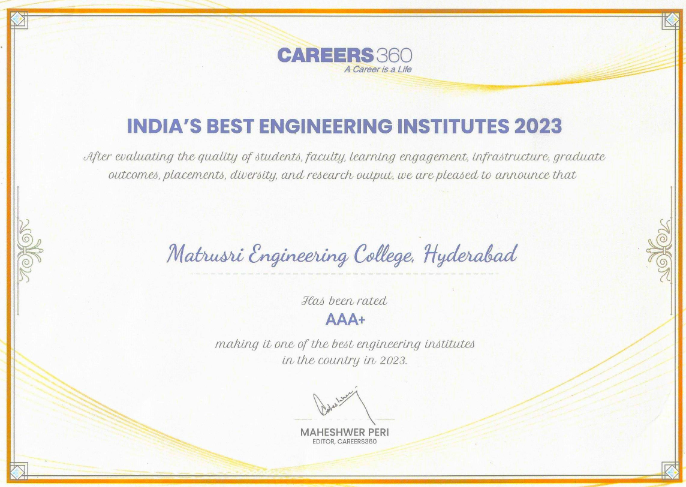 CAREERS360
A Career is a Life
INDIA'S BEST ENGINEERING INSTITUTES 2023
After evaluating the quality of students, faculty, learning engagement, infrastructure, graduate
outcomes, placements, diversity, and research output, we are pleased to announce that
Matrusri Engineering College, Hyderabad
Has been rated
AAA+
making it one of the best engineering institutes
in the country in 2023.
MAHESHWER PERI
EDITOR, CAREERS360